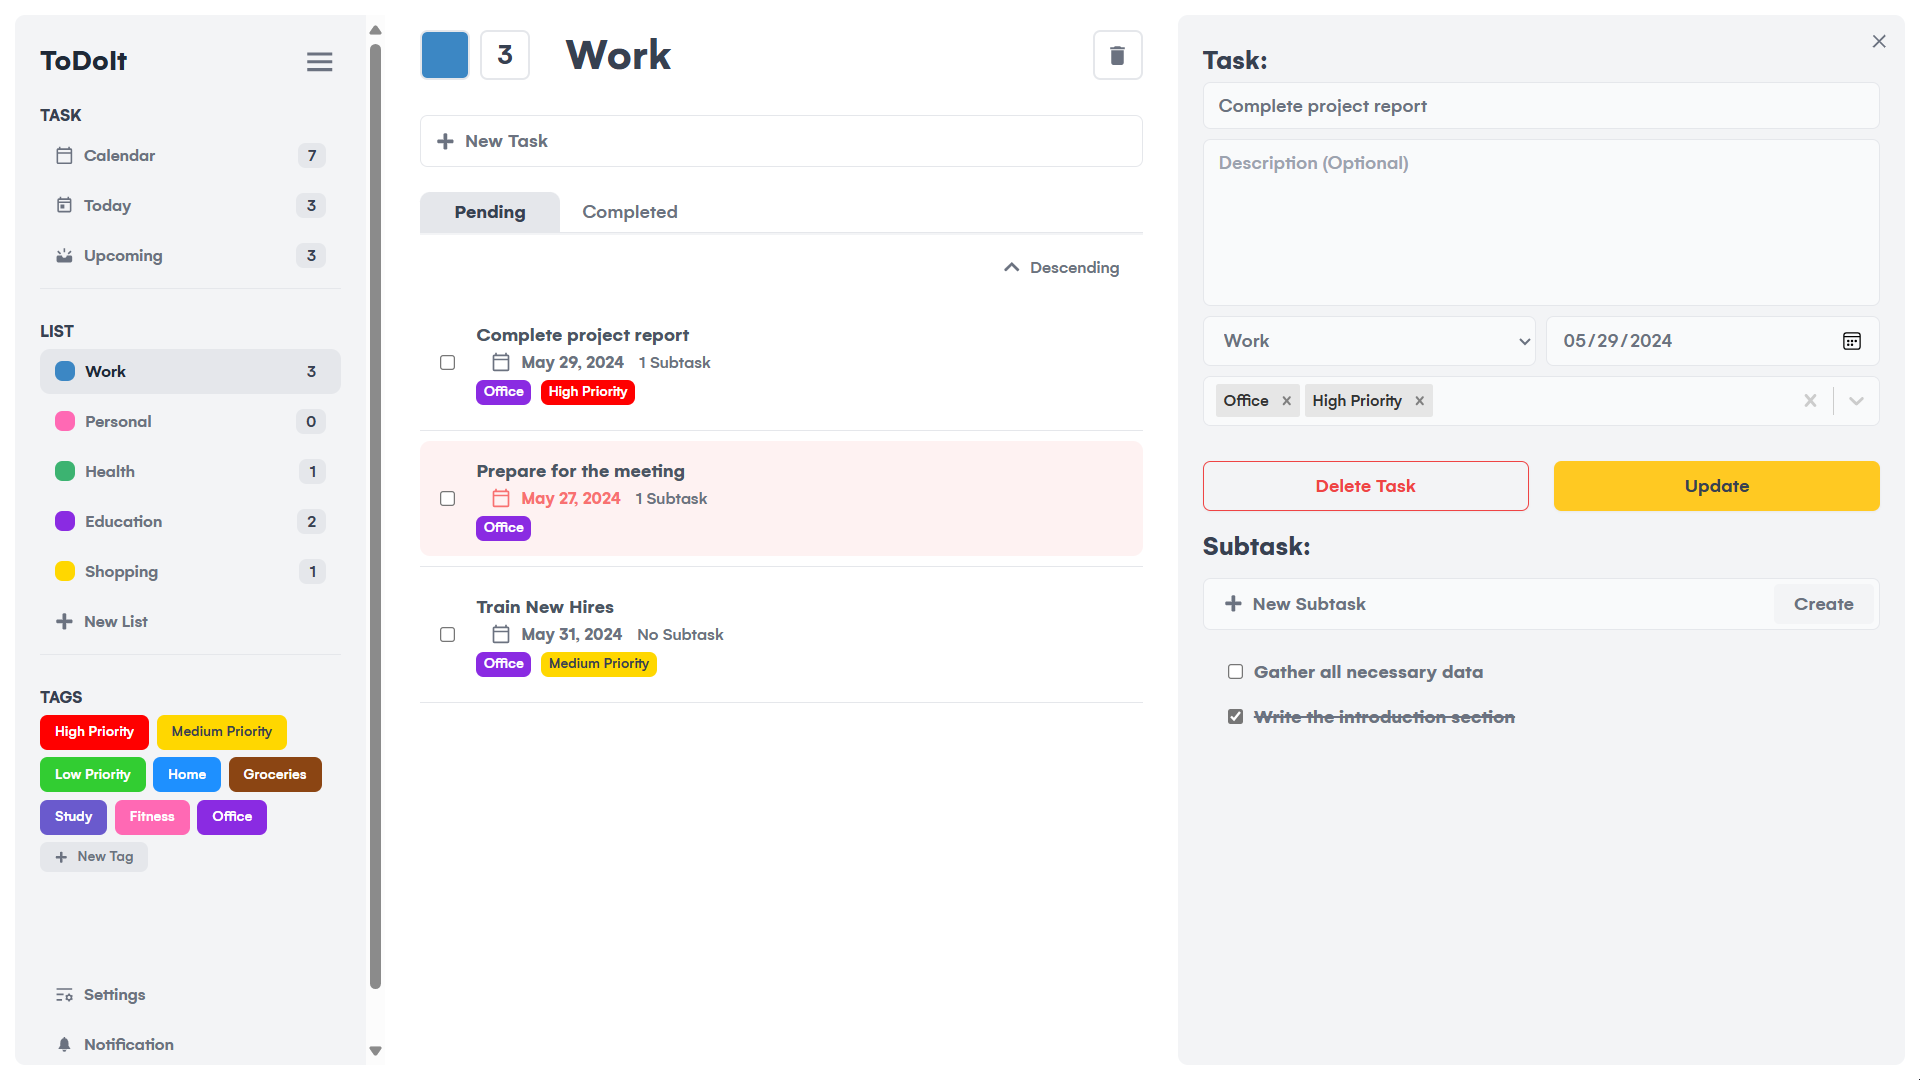 ToDoIt
TASK
Calendar 7
Today 3
Upcoming 3
LIST
Work 3
Personal 0
Health 1
Education 2
Shopping 1
New List
TAGS
High Priority Medium Priority
Low Priority Home Groceries
Study Fitness Office
New Tag
Settings
Notification
3 Work
New Task
Pending Completed
Descending
Complete project report
May 29, 2024 1 Subtask
Office High Priority
Prepare for the meeting
May 27, 2024 1 Subtask
Office
Train New Hires
May 31, 2024 No Subtask
Office Medium Priority
Task:
Complete project report
Description (Optional)
Work 05/29/2024
Office High Priority
Delete Task Update
Subtask:
New Subtask Create
Gather all necessary data
Write the introduction section